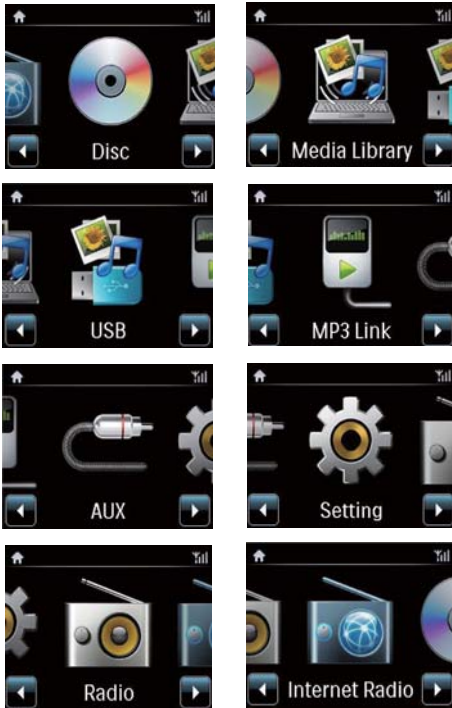 Disc
Media Library
USB
MP3 Link
AUX
Setting
Radio
Internet Radio